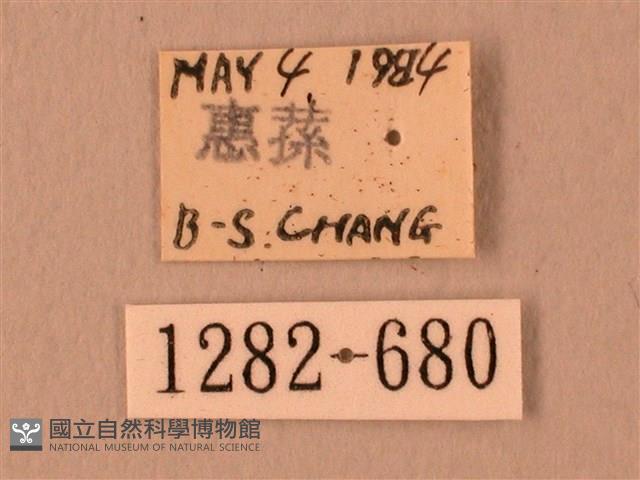 MAY 4, 1984
惠蓀
B-S. CHANG
1282-680
國立自然科學博物館
NATIONAL MUSEUM OF NATURAL SCIENCE